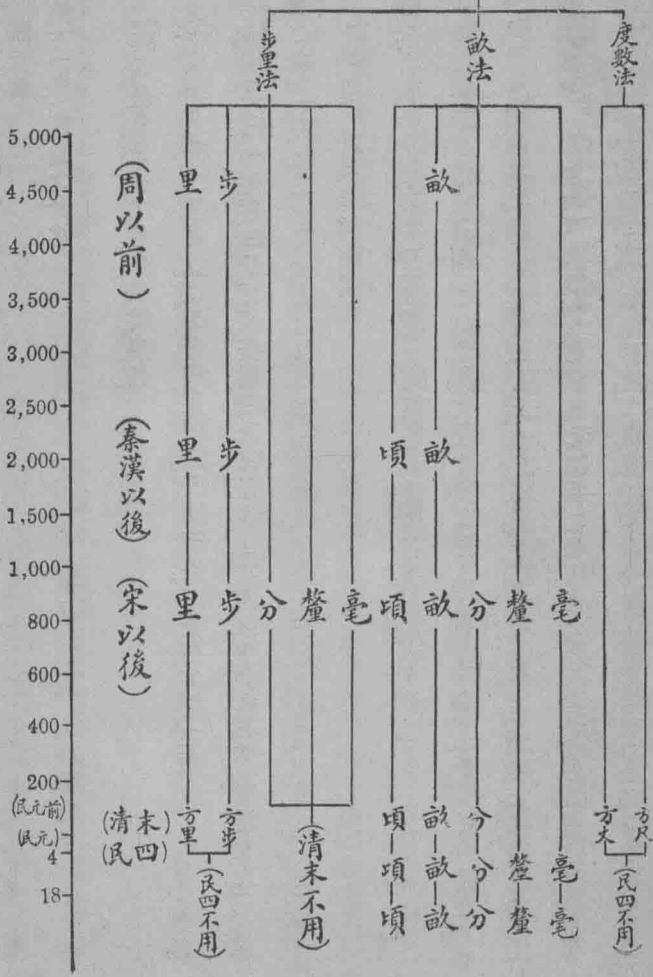 步里法 畝法 度數法
5,000
4,500 (周以前) 里 步 畝
4,000
3,500
3,000
2,500
2,000 (秦漢以後) 里 步 頃 畝
1,500
1,000
800 (宋以後) 里 步 分 釐 毫 頃 畝 分 釐 毫
600
400
200
(民元前) (清末) 方里 方步 (清末不用) 頃 畝 分 方丈 方尺
(民元)
4 (民四) (民四不用) 頃 畝 分 釐 毫 (民四不用)
18 頃 畝 分 釐 毫